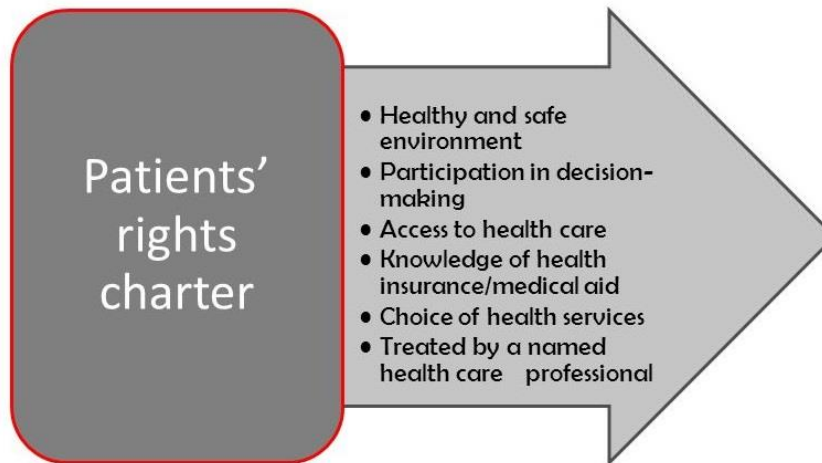 Patients’
rights
charter
• Healthy and safe
environment
• Participation in decision-
making
• Access to health care
• Knowledge of health
insurance/medical aid
• Choice of health services
• Treated by a named
health care professional